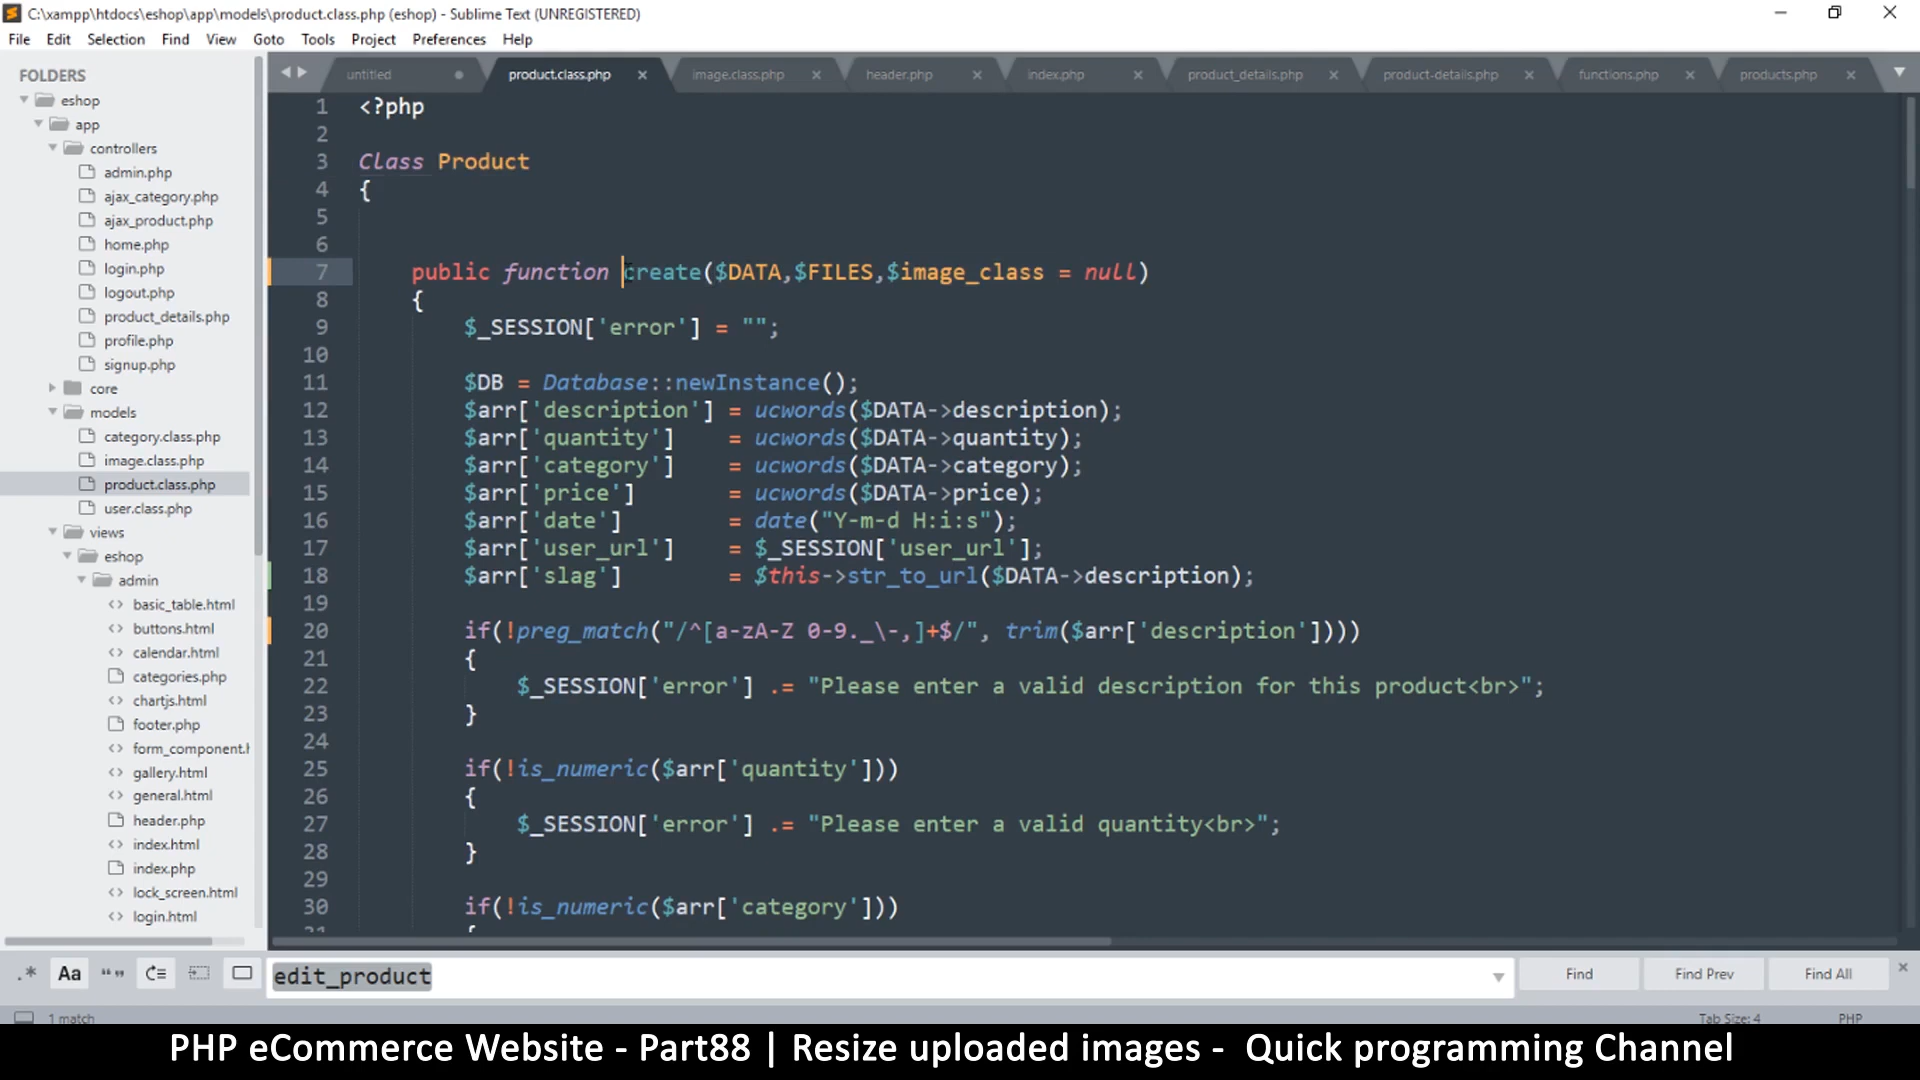 C:\xampp\htdocs\eshop\app\models\product.class.php (eshop) - Sublime Text (UNREGISTERED)
File Edit Selection Find View Goto Tools Project Preferences Help
FOLDERS
eshop
app
controllers
admin.php
ajax_category.php
ajax_product.php
home.php
login.php
logout.php
product_details.php
profile.php
signup.php
core
models
category.class.php
image.class.php
product.class.php
user.class.php
views
eshop
admin
basic_table.html
buttons.html
calendar.html
categories.php
chartjs.html
footer.php
form_component.h
gallery.html
general.html
header.php
index.html
index.php
lock_screen.html
login.html
untitled product.class.php image.class.php header.php index.php product_details.php product-details.php functions.php products.php
1 <?php
2
3 Class Product
4 {
5
6
7 public function create($DATA,$FILES,$image_class = null)
8 {
9 $_SESSION['error'] = "";
10
11 $DB = Database::newInstance();
12 $arr['description'] = ucwords($DATA->description);
13 $arr['quantity'] = ucwords($DATA->quantity);
14 $arr['category'] = ucwords($DATA->category);
15 $arr['price'] = ucwords($DATA->price);
16 $arr['date'] = date("Y-m-d H:i:s");
17 $arr['user_url'] = $_SESSION['user_url'];
18 $arr['slag'] = $this->str_to_url($DATA->description);
19
20 if(!preg_match("/^[a-zA-Z 0-9._\-,]+$/", trim($arr['description'])))
21 {
22 $_SESSION['error'] .= "Please enter a valid description for this product<br>";
23 }
24
25 if(!is_numeric($arr['quantity']))
26 {
27 $_SESSION['error'] .= "Please enter a valid quantity<br>";
28 }
29
30 if(!is_numeric($arr['category']))
31 {
.* Aa “” edit_product Find Find Prev Find All
1 match Tab Size: 4 PHP
PHP eCommerce Website - Part88 | Resize uploaded images - Quick programming Channel